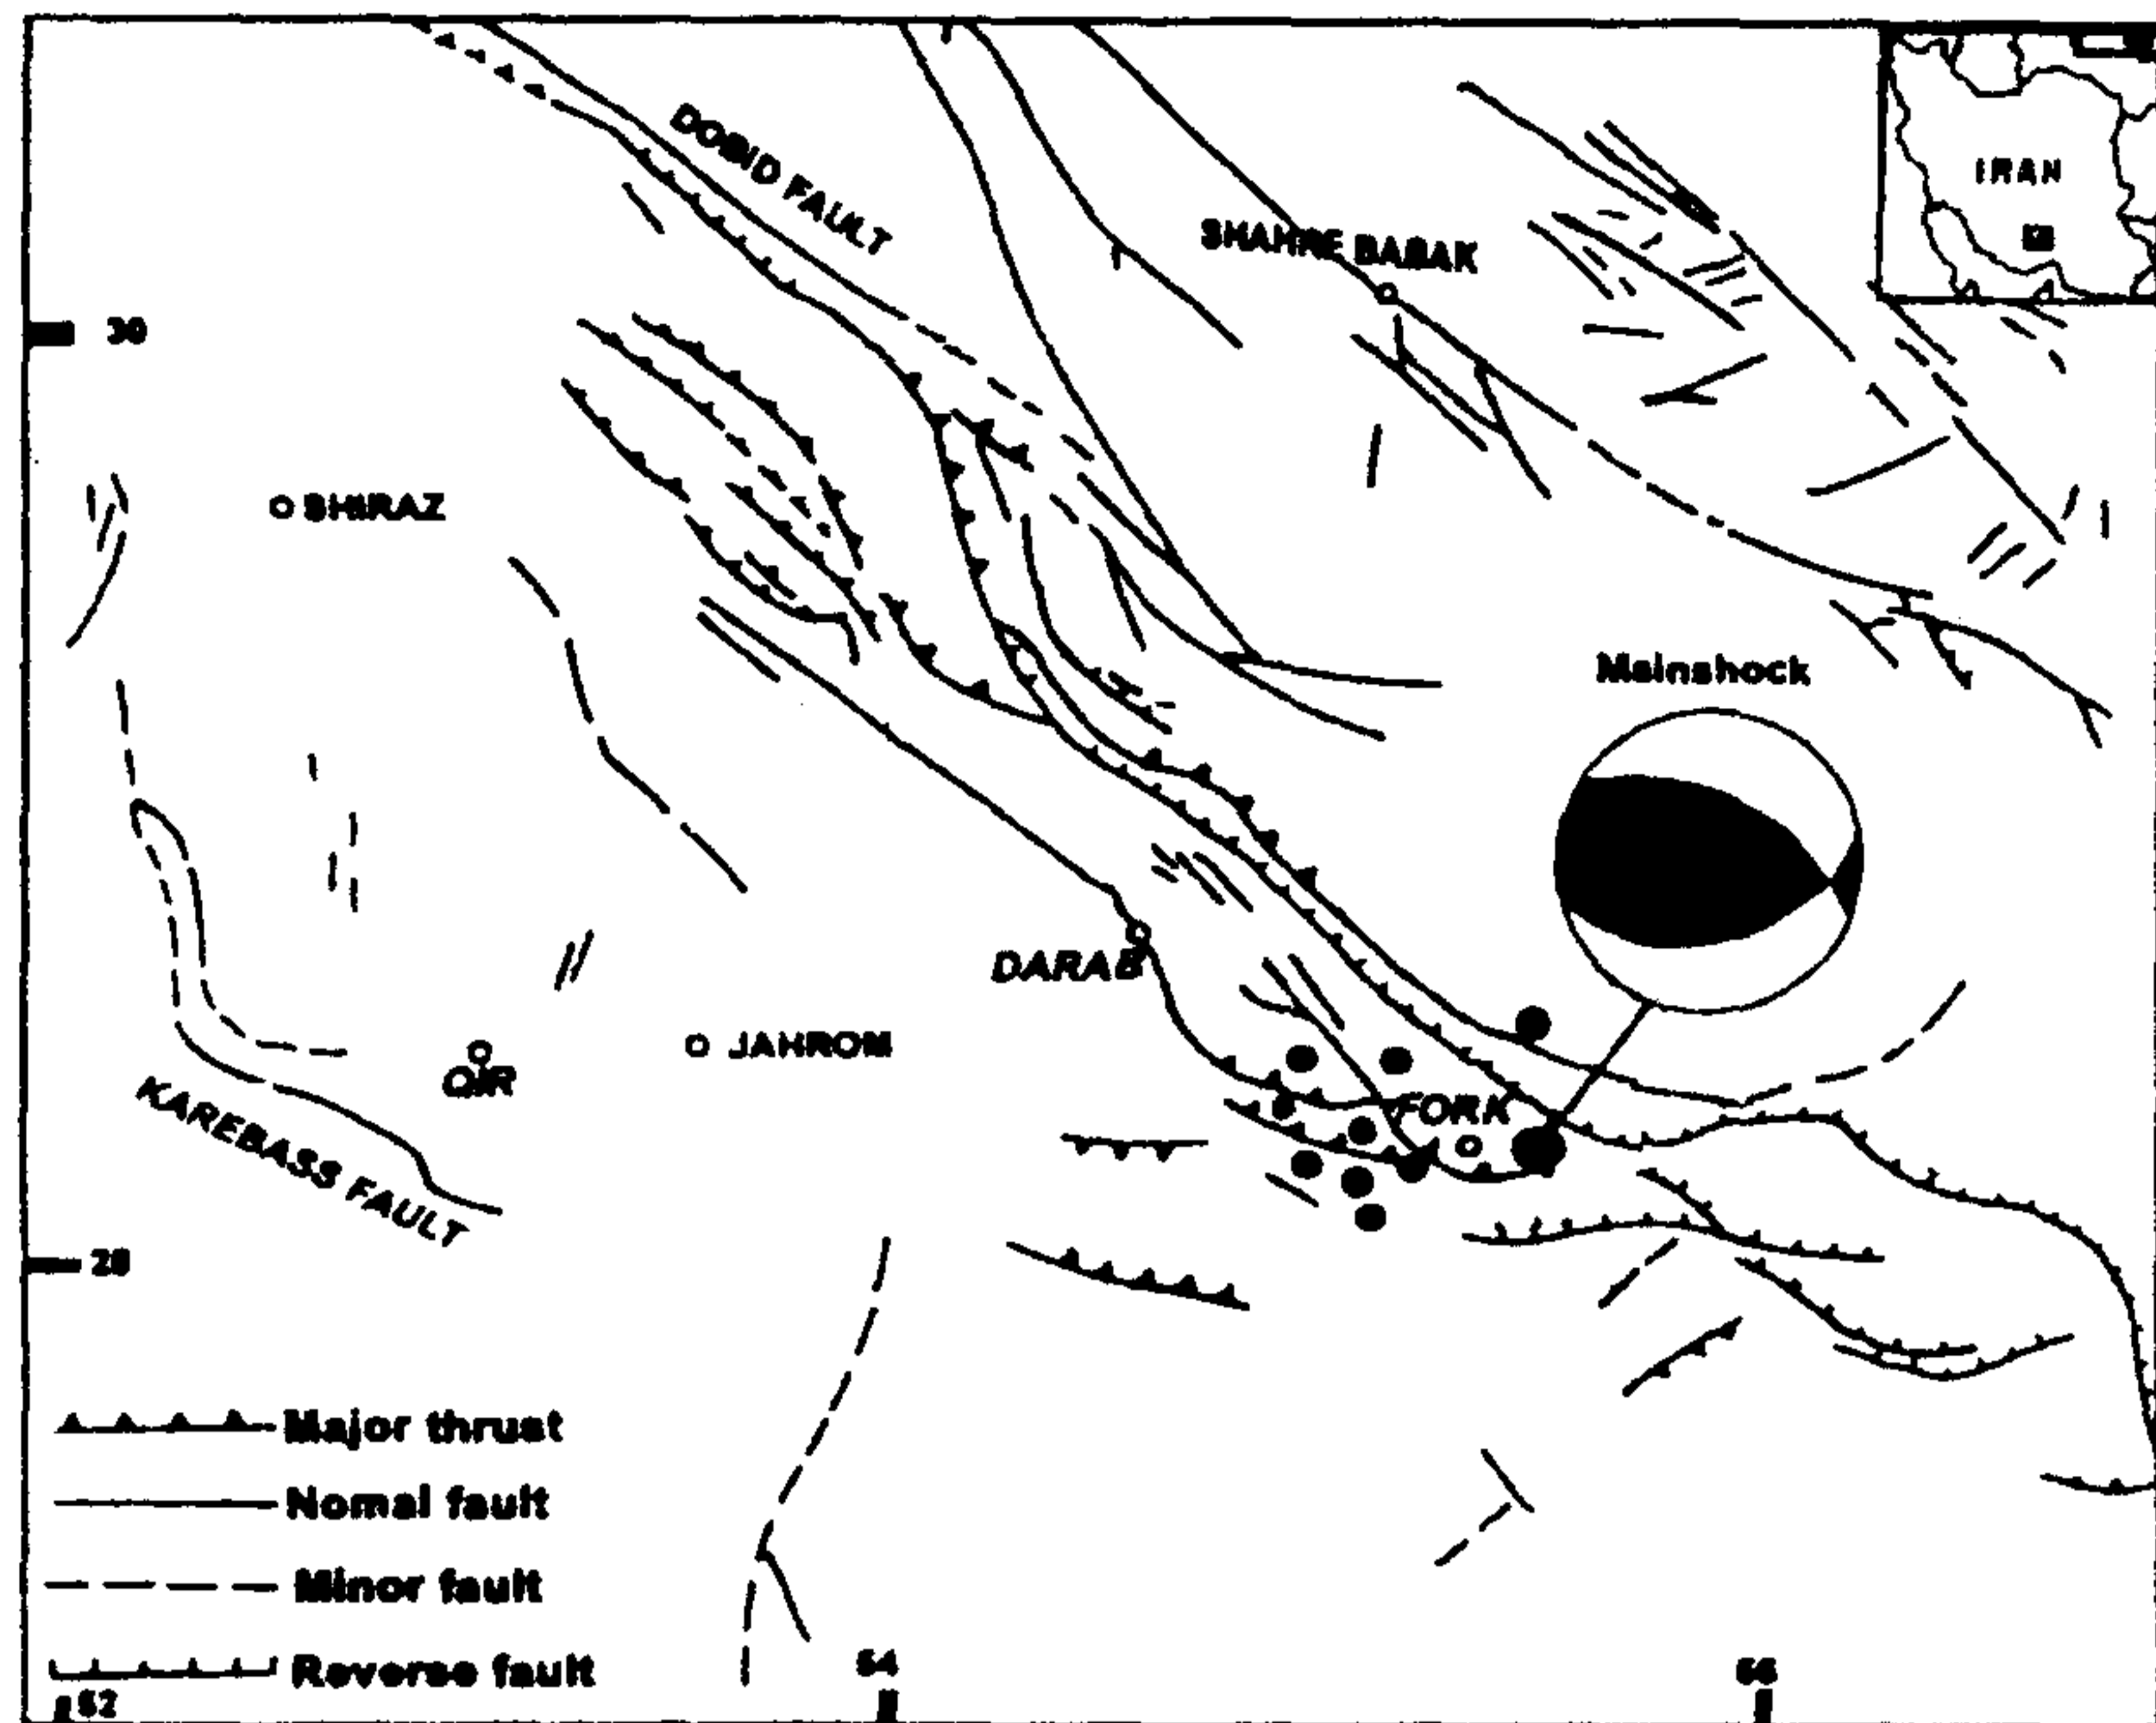 DOBID FAULT
IRAN
SHAHRE BABAK
30
SHIRAZ
Mainshock
DARAB
JAHROM
QIR
FORK
KAREBASS FAULT
28
Major thrust
Nomal fault
Minor fault
Reverse fault
52
54